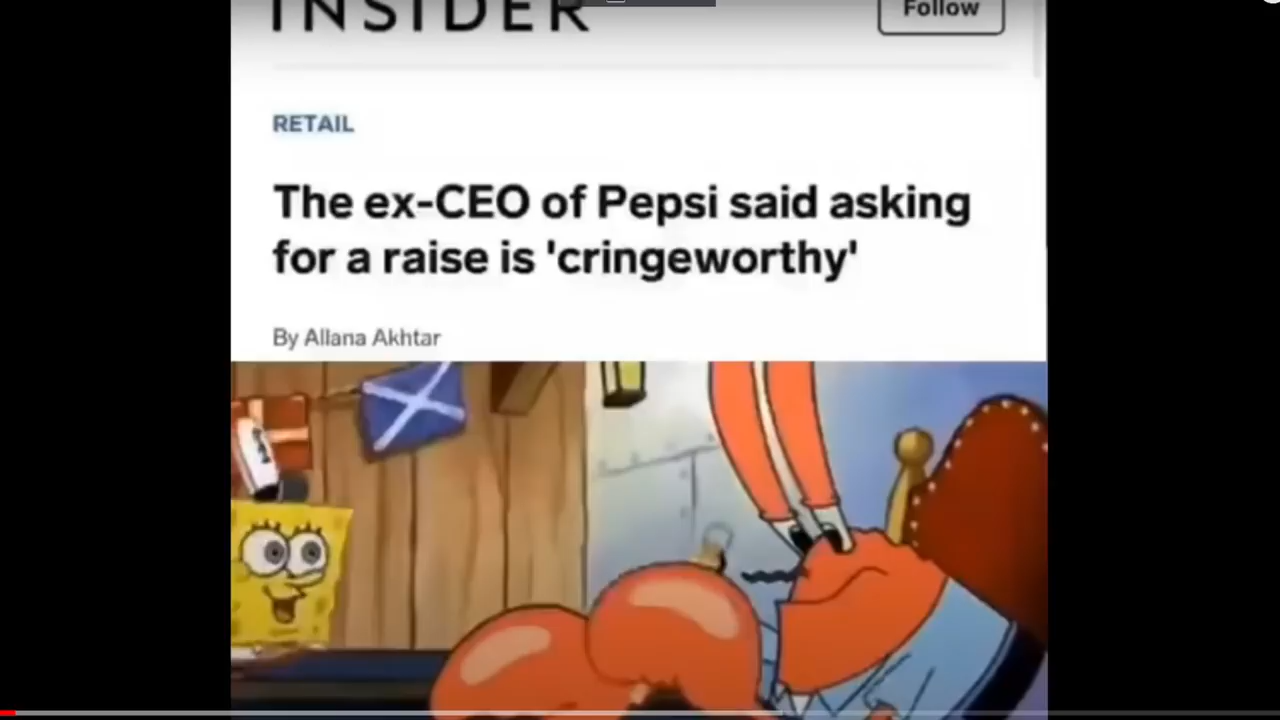 INSIDER
Follow
RETAIL
The ex-CEO of Pepsi said asking
for a raise is 'cringeworthy'
By Allana Akhtar